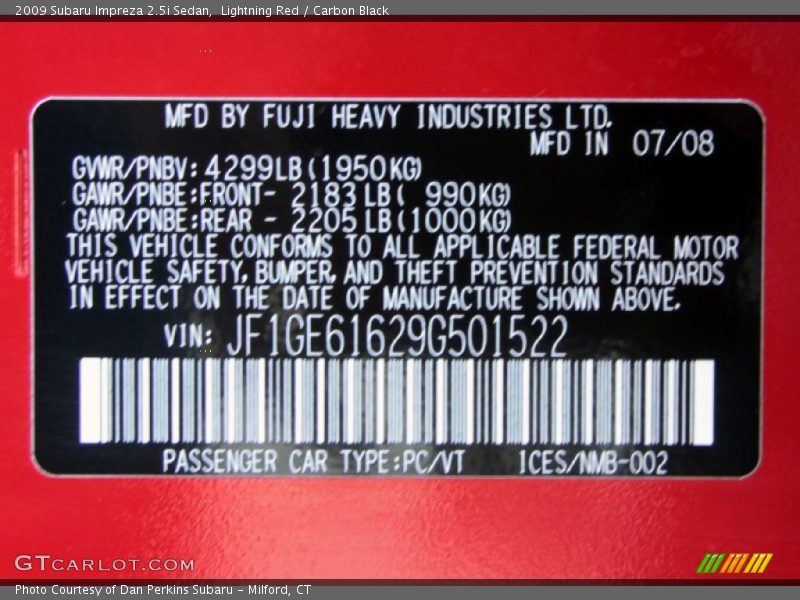 2009 Subaru Impreza 2.5i Sedan,  Lightning Red / Carbon Black
MFD BY FUJI HEAVY INDUSTRIES LTD.
MFD IN 07/08
GVWR/PNBV: 4299LB(1950KG)
GAWR/PNBE:FRONT- 2183LB( 990KG)
GAWR/PNBE:REAR - 2205LB(1000KG)
THIS VEHICLE CONFORMS TO ALL APPLICABLE FEDERAL MOTOR
VEHICLE SAFETY, BUMPER, AND THEFT PREVENTION STANDARDS
IN EFFECT ON THE DATE OF MANUFACTURE SHOWN ABOVE.
VIN: JF1GE61629G501522
PASSENGER CAR TYPE:PC/VT ICES/NMB-002
GTCARLOT.COM
Photo Courtesy of Dan Perkins Subaru - Milford, CT